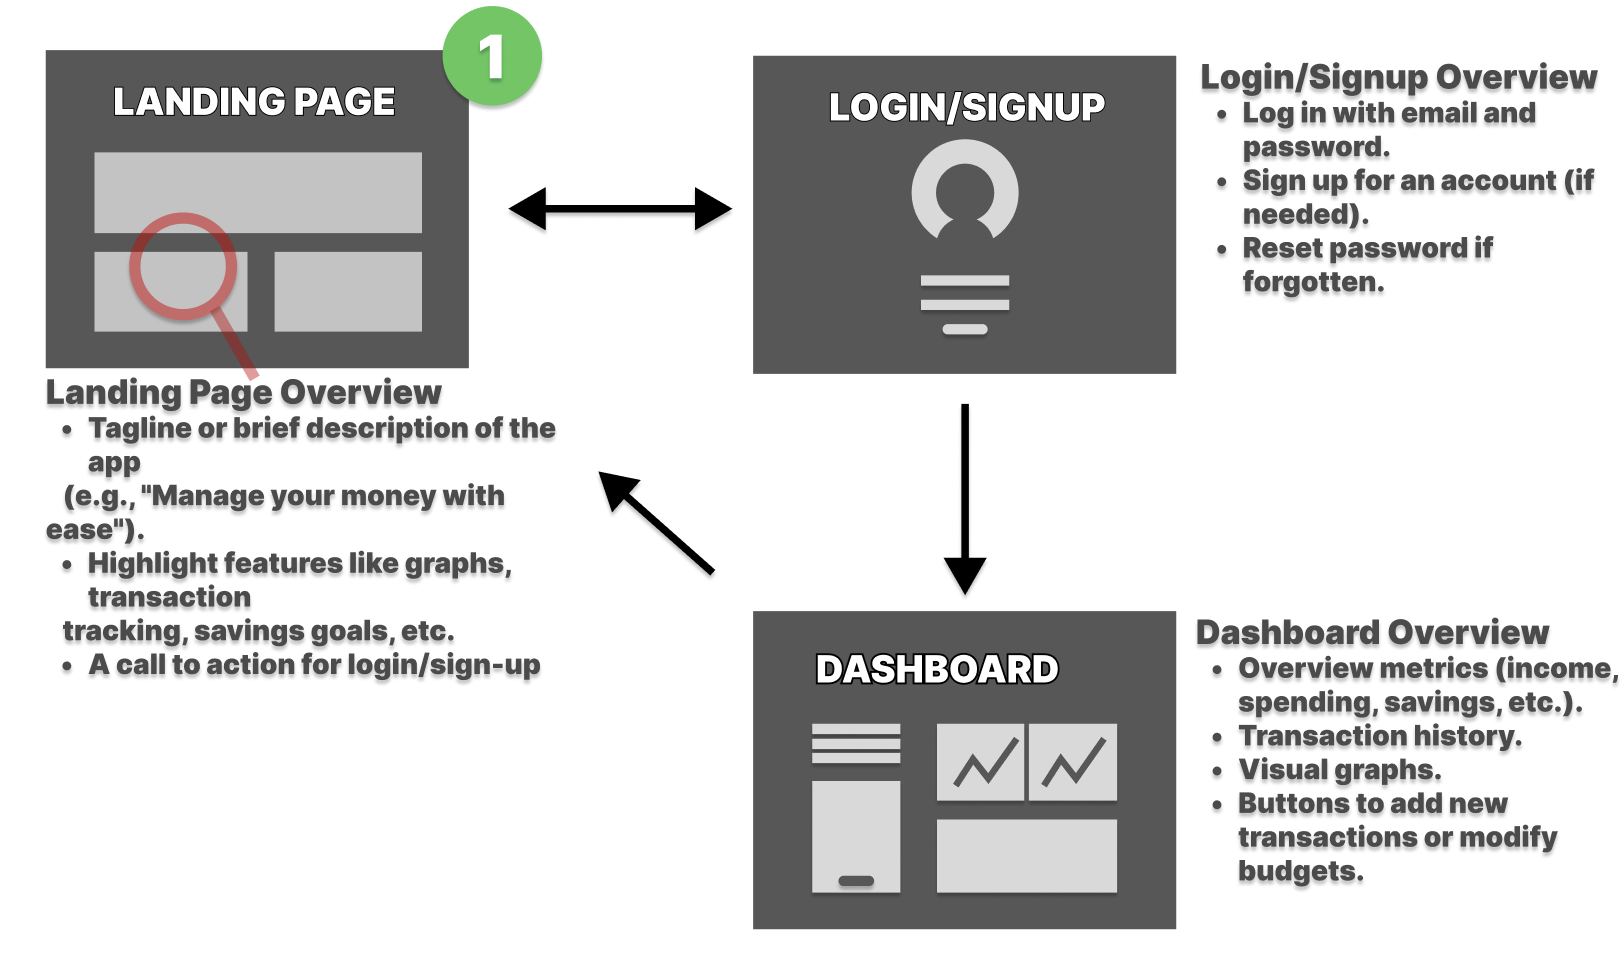 1
LANDING PAGE
LOGIN/SIGNUP
Login/Signup Overview
• Log in with email and
password.
• Sign up for an account (if
needed).
• Reset password if
forgotten.
Landing Page Overview
• Tagline or brief description of the
app
(e.g., "Manage your money with
ease").
• Highlight features like graphs,
transaction
tracking, savings goals, etc.
• A call to action for login/sign-up
DASHBOARD
Dashboard Overview
• Overview metrics (income,
spending, savings, etc.).
• Transaction history.
• Visual graphs.
• Buttons to add new
transactions or modify
budgets.